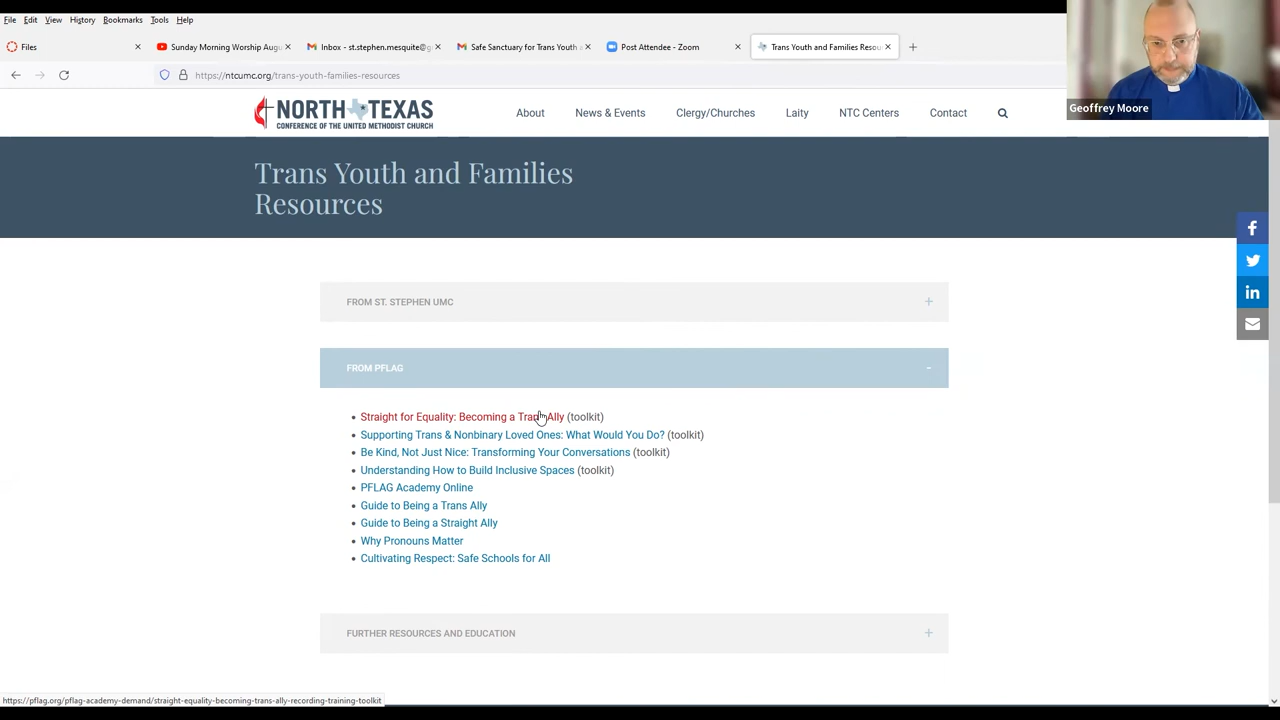 File Edit View History Bookmarks Tools Help
Files
Sunday Morning Worship Augu
Inbox - st.stephen.mesquite@g
Safe Sanctuary for Trans Youth
Post Attendee - Zoom
Trans Youth and Families Resou
https://ntcumc.org/trans-youth-families-resources
Geoffrey Moore
NORTH TEXAS
CONFERENCE OF THE UNITED METHODIST CHURCH
About News & Events Clergy/Churches Laity NTC Centers Contact
Trans Youth and Families
Resources
FROM ST. STEPHEN UMC +
FROM PFLAG -
• Straight for Equality: Becoming a Trans Ally (toolkit)
• Supporting Trans & Nonbinary Loved Ones: What Would You Do? (toolkit)
• Be Kind, Not Just Nice: Transforming Your Conversations (toolkit)
• Understanding How to Build Inclusive Spaces (toolkit)
• PFLAG Academy Online
• Guide to Being a Trans Ally
• Guide to Being a Straight Ally
• Why Pronouns Matter
• Cultivating Respect: Safe Schools for All
FURTHER RESOURCES AND EDUCATION +
https://pflag.org/pflag-academy-demand/straight-equality-becoming-trans-ally-recording-training-toolkit